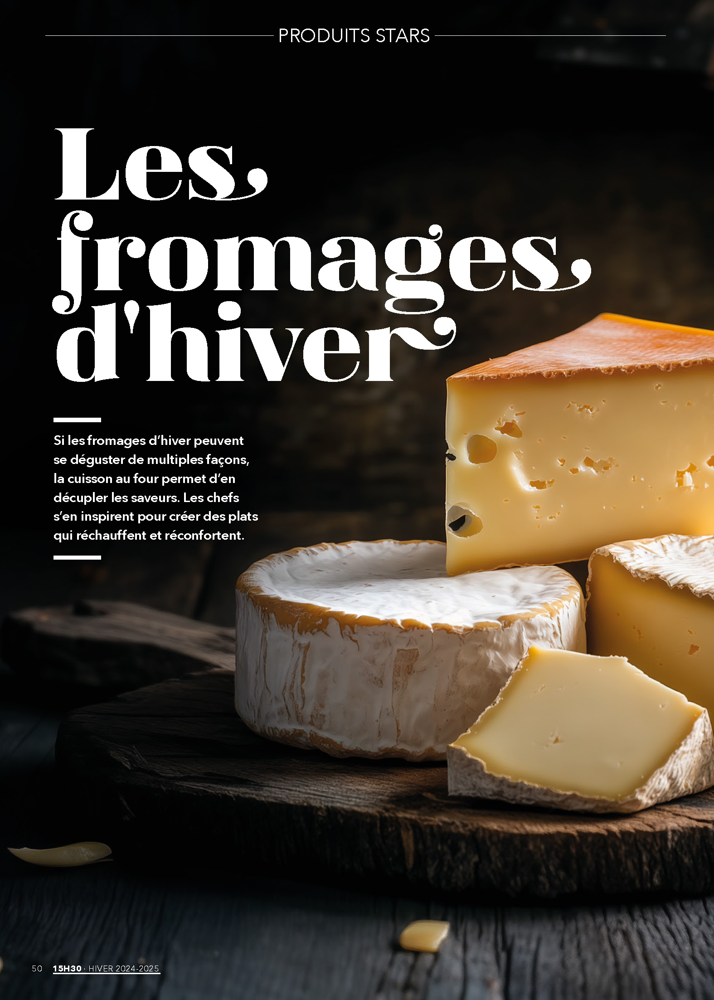 PRODUITS STARS
Les
fromages
d'hiver
Si les fromages d’hiver peuvent
se déguster de multiples façons,
la cuisson au four permet d’en
décupler les saveurs. Les chefs
s’en inspirent pour créer des plats
qui réchauffent et réconfortent.
50 15H30 · HIVER 2024-2025